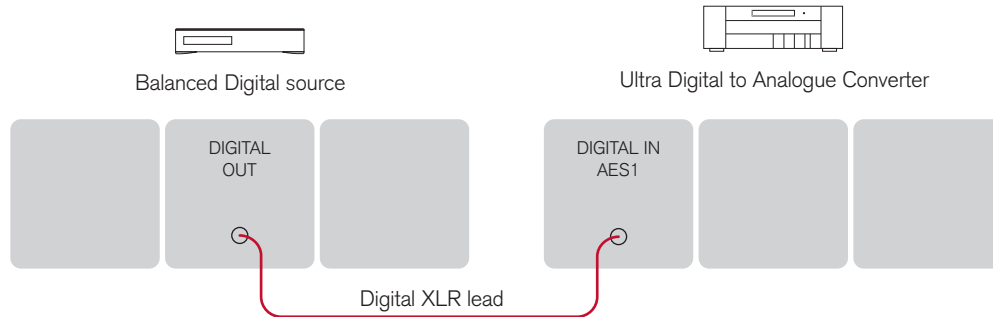 Balanced Digital source
Ultra Digital to Analogue Converter
DIGITAL
OUT
DIGITAL IN
AES1
Digital XLR lead